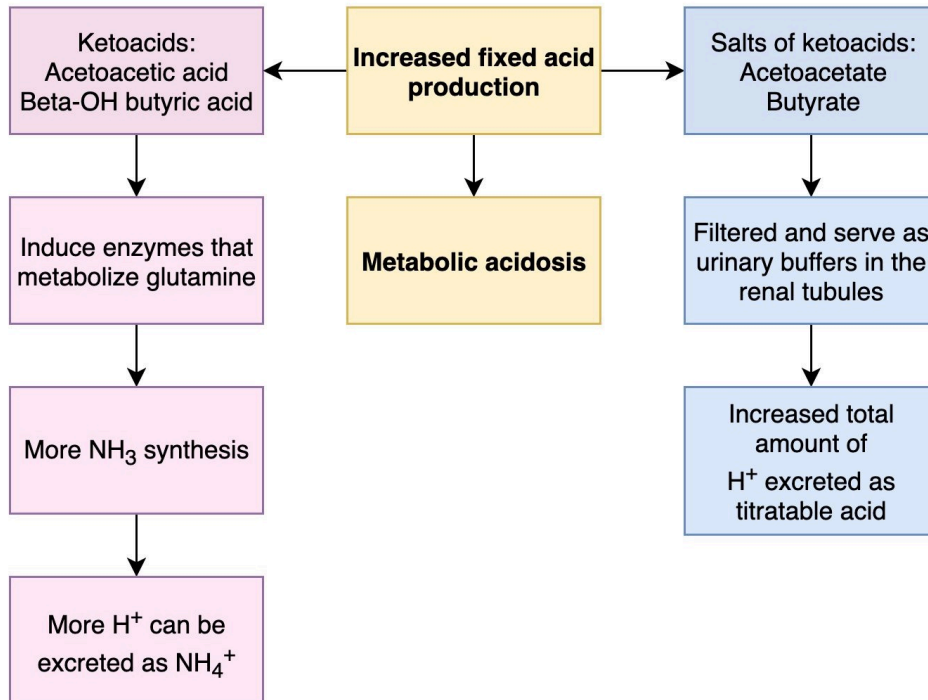 Ketoacids:
Acetoacetic acid
Beta-OH butyric acid
Increased fixed acid
production
Salts of ketoacids:
Acetoacetate
Butyrate
Induce enzymes that
metabolize glutamine
Metabolic acidosis
Filtered and serve as
urinary buffers in the
renal tubules
More NH₃ synthesis
Increased total
amount of
H⁺ excreted as
titratable acid
More H⁺ can be
excreted as NH₄⁺